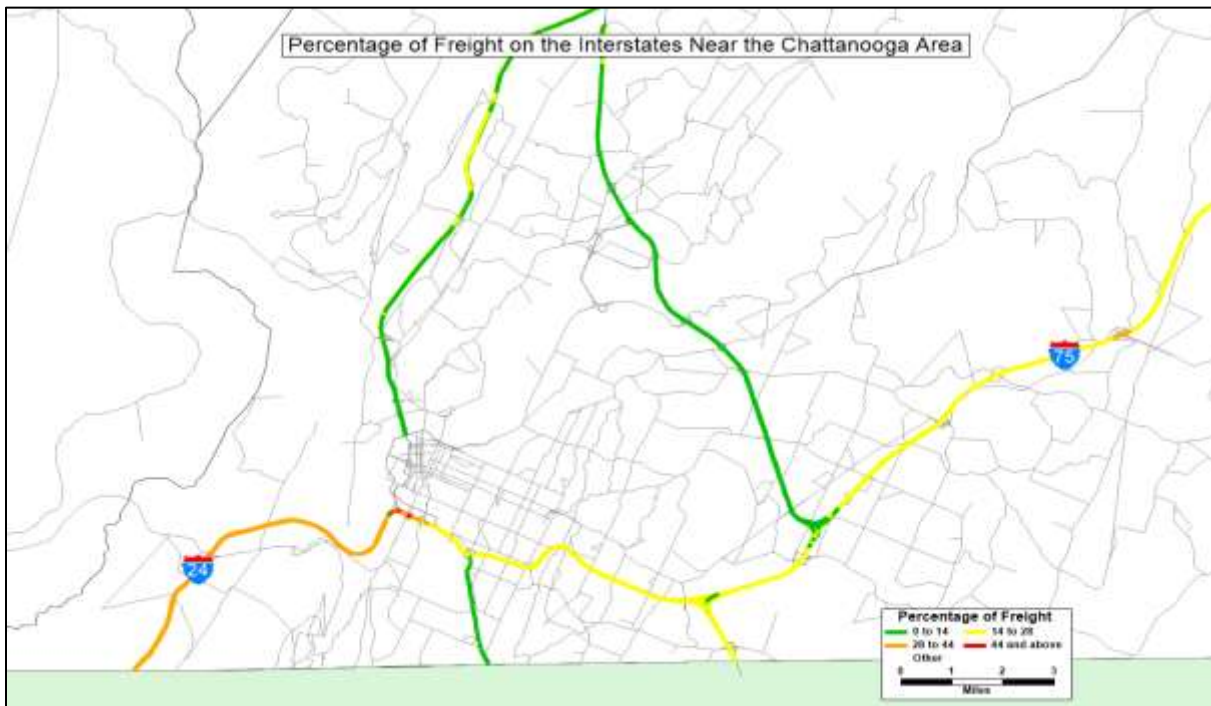 Percentage of Freight on the Interstates Near the Chattanooga Area
75
24
Percentage of Freight
0 to 14 14 to 28
28 to 44 44 and above
Other
0 1 2 3
Miles